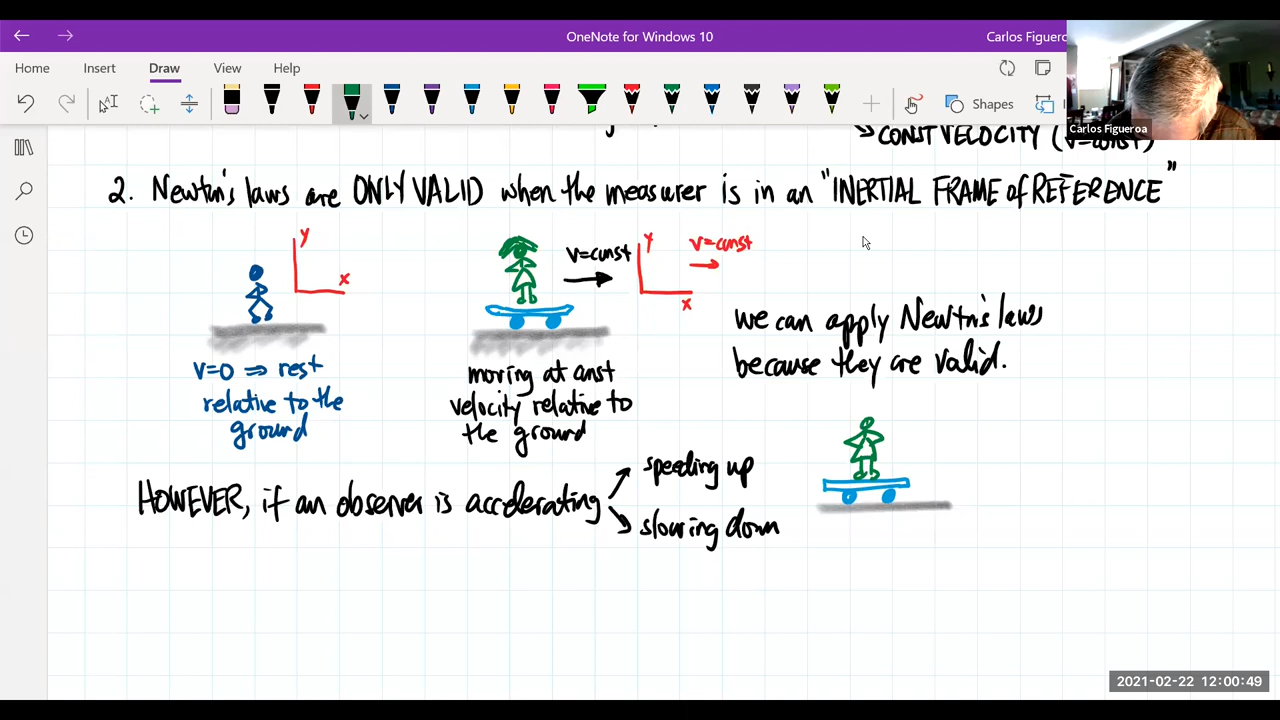 OneNote for Windows 10
Carlos Figuero
Home Insert Draw View Help
Shapes
Carlos Figueroa
CONST VELOCITY (v=const)
2. Newton's laws are ONLY VALID when the measurer is in an "INERTIAL FRAME of REFERENCE"
y
x
v=const
y
v=const
x
we can apply Newton's laws
because they are valid.
v=0 ⇒ rest
relative to the
ground
moving at const
velocity relative to
the ground
HOWEVER, if an observer is accelerating
speeding up
slowing down
2021-02-22 12:00:49